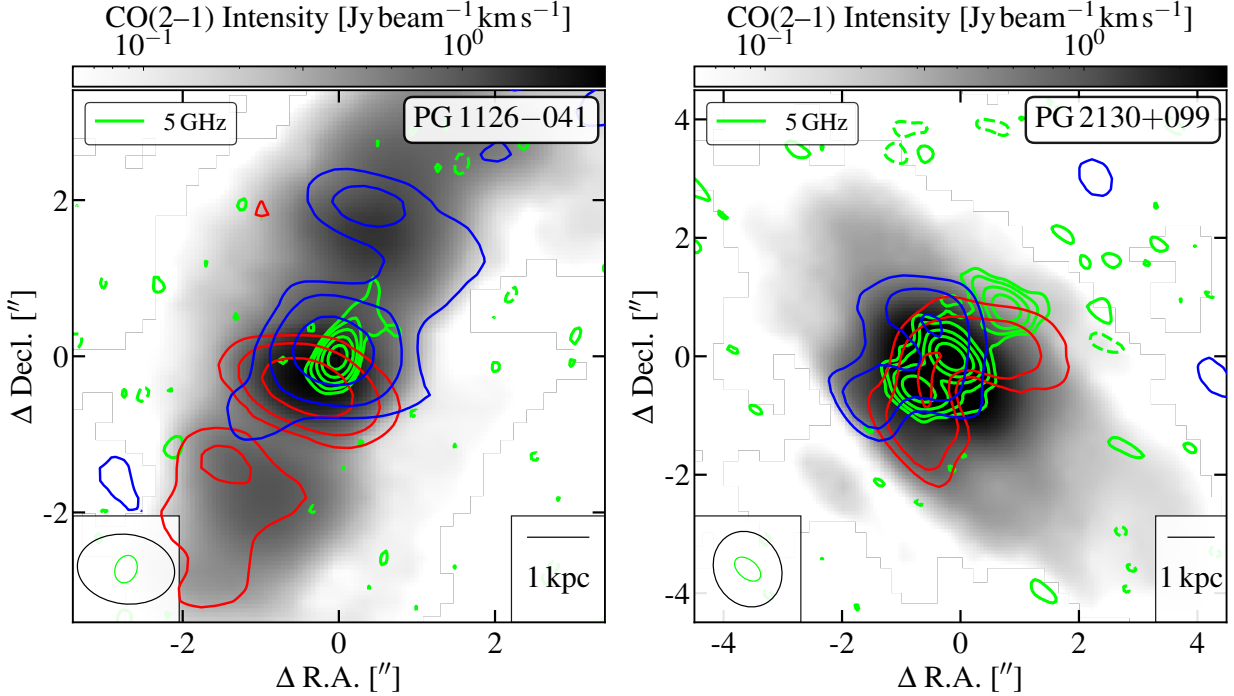 CO(2–1) Intensity [Jy beam⁻¹ km s⁻¹]
10⁻¹ 10⁰
5 GHz
PG 1126−041
2
0
-2
Δ Decl. [″]
1 kpc
-2 0 2
Δ R.A. [″]
CO(2–1) Intensity [Jy beam⁻¹ km s⁻¹]
10⁻¹ 10⁰
5 GHz
PG 2130+099
4
2
0
-2
-4
Δ Decl. [″]
1 kpc
-4 -2 0 2 4
Δ R.A. [″]